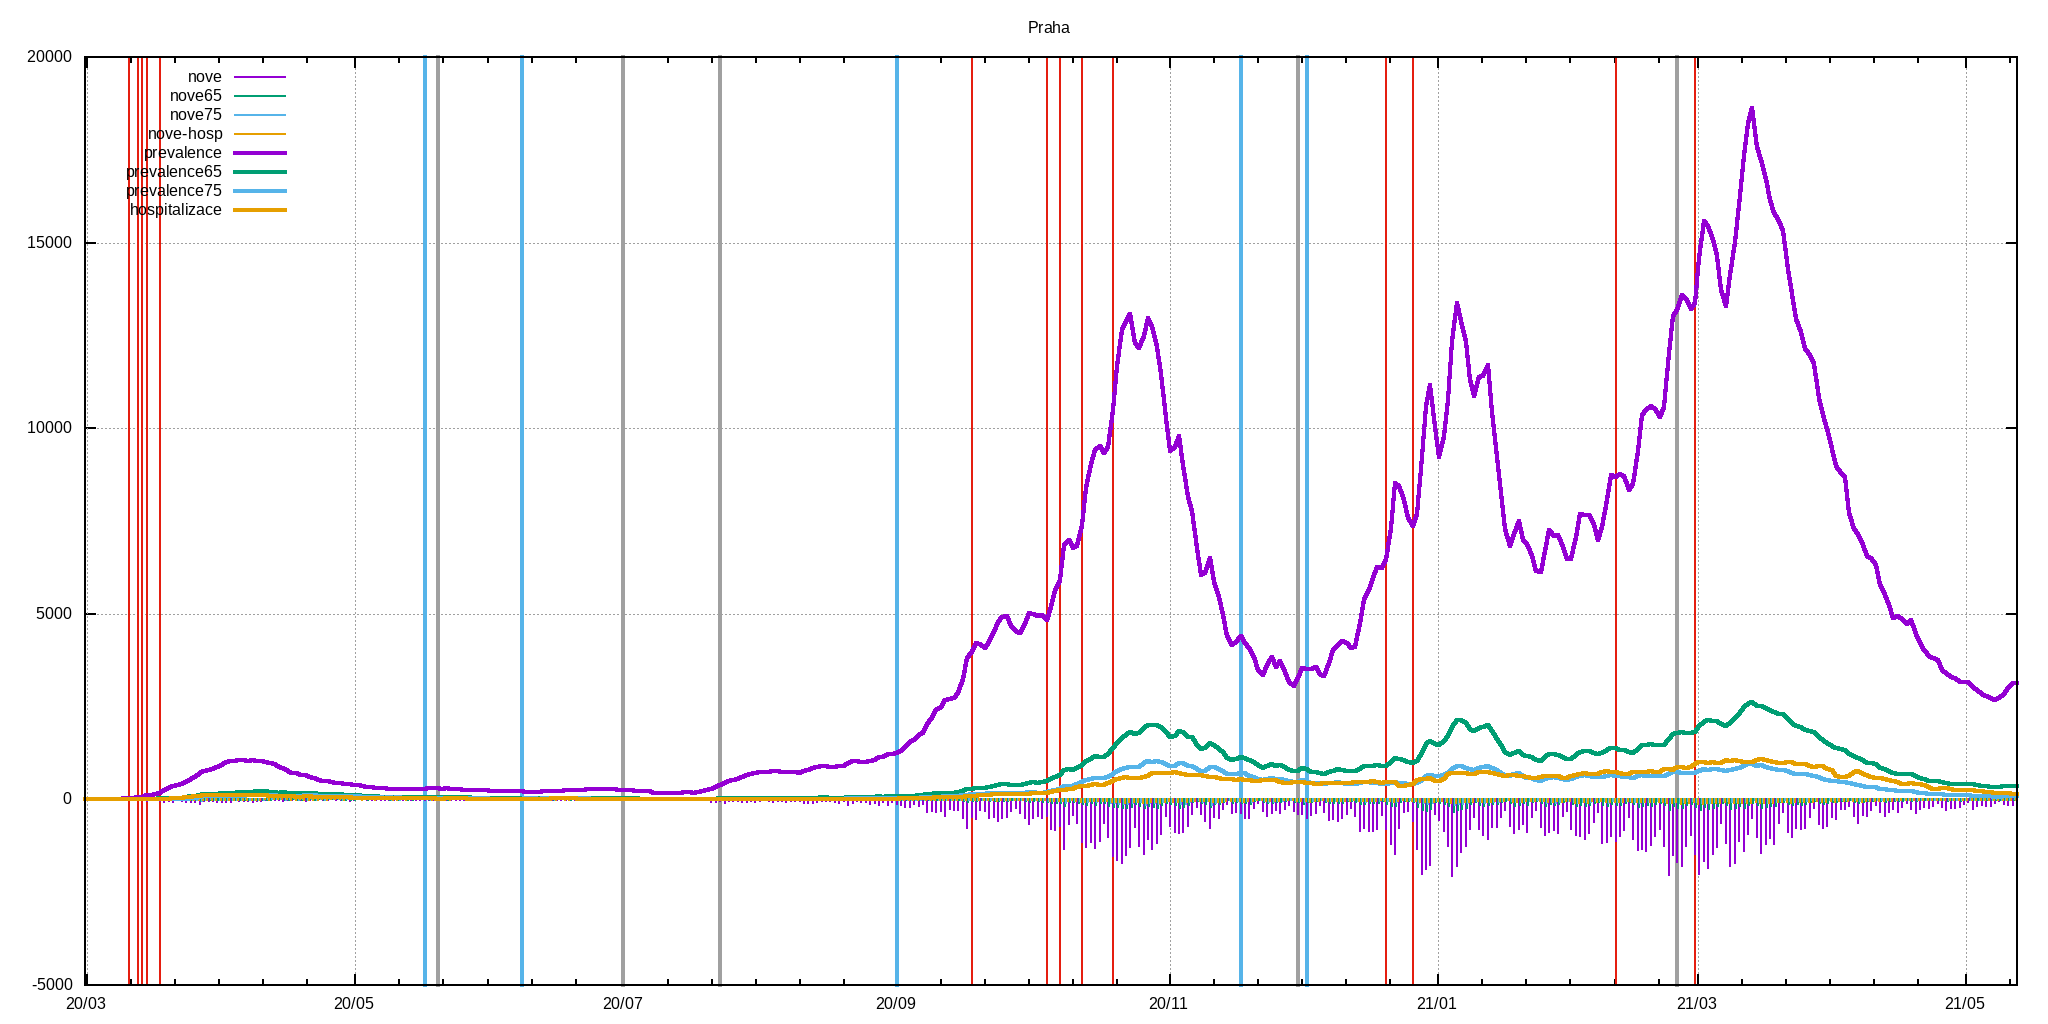 Praha
20000
15000
10000
5000
0
-5000
nove
nove65
nove75
nove-hosp
prevalence
prevalence65
prevalence75
hospitalizace
20/03 20/05 20/07 20/09 20/11 21/01 21/03 21/05